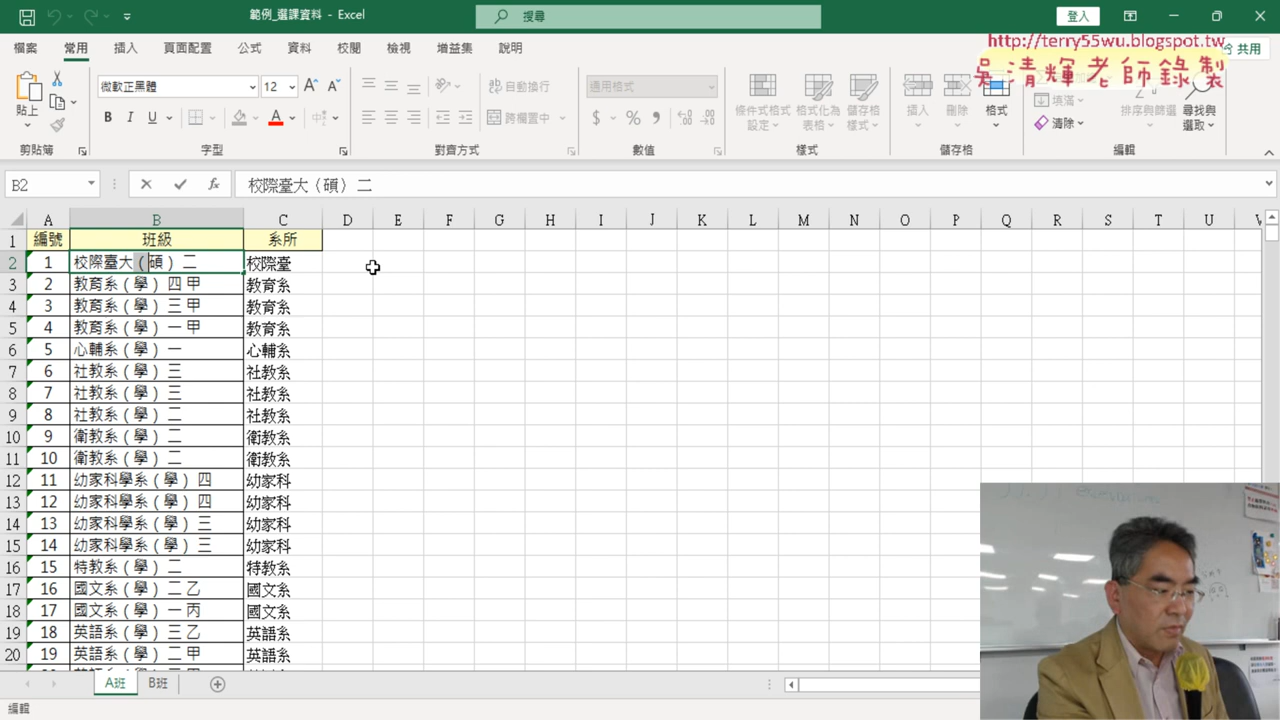 範例_選課資料 - Excel
搜尋
登入
檔案 常用 插入 頁面配置 公式 資料 校閱 檢視 增益集 說明
共用
http://terry55wu.blogspot.tw
吳清輝老師錄製
貼上
微軟正黑體 12
自動換行
跨欄置中
通用格式
條件式格式設定
格式化為表格
儲存格樣式
插入 刪除 格式
填滿
清除
排序與篩選
尋找與選取
剪貼簿 字型 對齊方式 數值 樣式 儲存格 編輯
B2 校際臺大（碩）二
A B C D E F G H I J K L M N O P Q R S T U V
1 編號 班級 系所
2 1 校際臺大（碩）二 校際臺
3 2 教育系（學）四甲 教育系
4 3 教育系（學）三甲 教育系
5 4 教育系（學）一甲 教育系
6 5 心輔系（學）一 心輔系
7 6 社教系（學）三 社教系
8 7 社教系（學）三 社教系
9 8 社教系（學）二 社教系
10 9 衛教系（學）二 衛教系
11 10 衛教系（學）二 衛教系
12 11 幼家科學系（學）四 幼家科
13 12 幼家科學系（學）四 幼家科
14 13 幼家科學系（學）三 幼家科
15 14 幼家科學系（學）三 幼家科
16 15 特教系（學）二 特教系
17 16 國文系（學）二乙 國文系
18 17 國文系（學）一丙 國文系
19 18 英語系（學）三乙 英語系
20 19 英語系（學）二甲 英語系
A班 B班
編輯